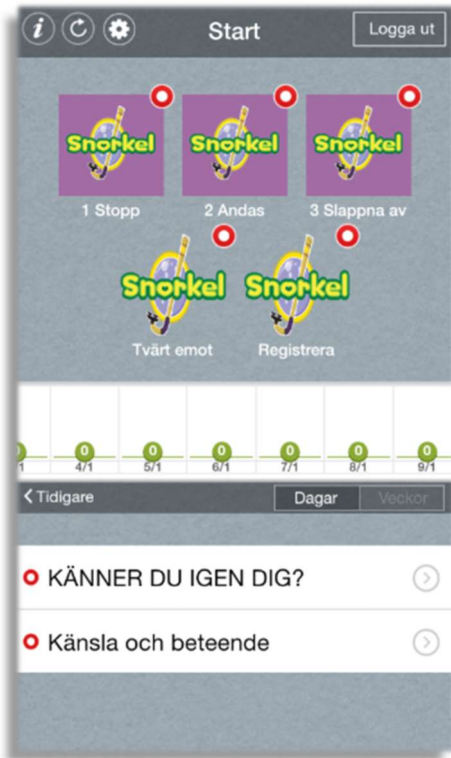 i Start Logga ut
Snorkel Snorkel Snorkel
1 Stopp 2 Andas 3 Slappna av
Snorkel Snorkel
Tvärt emot Registrera
0 0 0 0 0 0
4/1 5/1 6/1 7/1 8/1 9/1
Tidigare Dagar Veckor
KÄNNER DU IGEN DIG?
Känsla och beteende